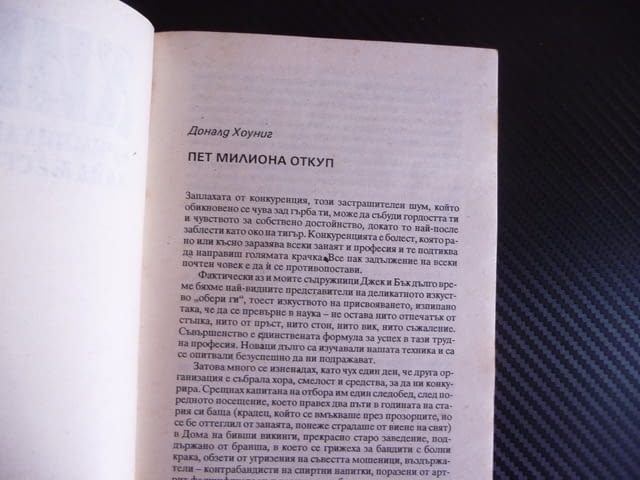 Доналд Хоуниг
ПЕТ МИЛИОНА ОТКУП
Заплахата от конкуренция, този застрашителен шум, който
обикновено се чува зад гърба ти, може да събуди гордостта ти
и чувството за собствено достойнство, докато то най-после
заблести като око на тигър. Конкуренцията е болест, която ра-
но или късно заразява всеки занаят и професия и те подтиква
да направиш голямата крачка. Все пак задължение на всеки
почтен човек е да ѝ се противопостави.
Фактически аз и моите съдружници Джек и Бък дълго вре-
ме бяхме най-видните представители на деликатното изкуст-
во „обери ги“, тоест изкуството на присвояването, изпипано
така, че да се превърне в наука – не остава нито отпечатък от
стъпка, нито от пръст, нито стон, нито вик, нито съжаление.
Съвършенство е единствената формула за успех в тази труд-
на професия. Новаци дълго са изучавали нашата техника и са
се опитвали безуспешно да ни подражават.
Затова много се изненадах, като чух един ден, че друга ор-
ганизация е събрала хора, смелост и средства, за да ни конку-
рира. Срещнах капитана на отбора им един следобед, след по-
редното посещение, което правех два пъти в годината на ста-
рия си баща (крадец, който се вмъкваше през прозорците, но
се бе оттеглил от занаята, понеже страдаше от виене на свят)
в Дома на бивши викинги, прекрасно старо заведение, под-
държано от бранша, в което се грижеха за бандити с болни
крака, обзети от угризения на съвестта мошеници, въздържа-
тели – контрабандисти на спиртни напитки, поразени от арт-